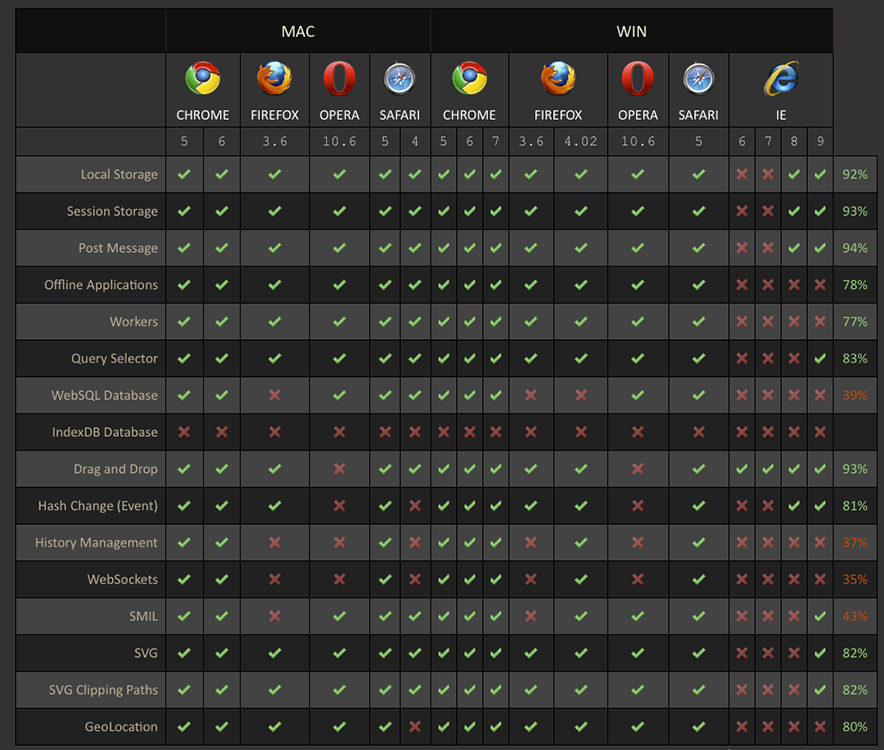 MAC WIN
CHROME FIREFOX OPERA SAFARI CHROME FIREFOX OPERA SAFARI IE
5 6 3.6 10.6 5 4 5 6 7 3.6 4.02 10.6 5 6 7 8 9
Local Storage 92%
Session Storage 93%
Post Message 94%
Offline Applications 78%
Workers 77%
Query Selector 83%
WebSQL Database 39%
IndexDB Database
Drag and Drop 93%
Hash Change (Event) 81%
History Management 37%
WebSockets 35%
SMIL 43%
SVG 82%
SVG Clipping Paths 82%
GeoLocation 80%